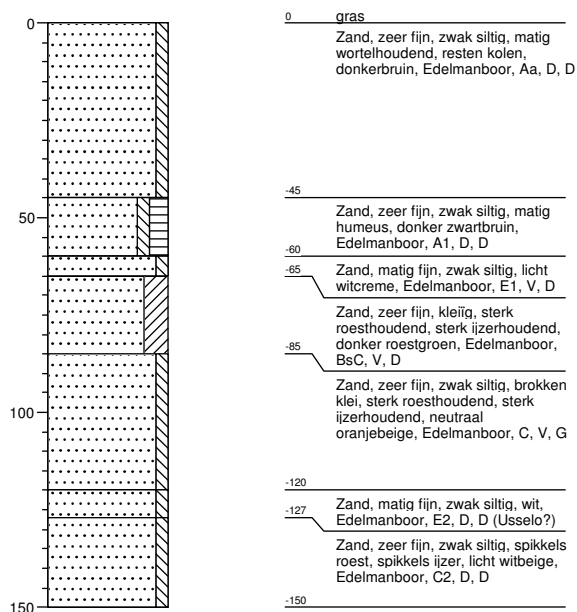 0
50
100
150
0 gras
Zand, zeer fijn, zwak siltig, matig
wortelhoudend, resten kolen,
donkerbruin, Edelmanboor, Aa, D, D
-45
Zand, zeer fijn, zwak siltig, matig
humeus, donker zwartbruin,
Edelmanboor, A1, D, D
-60
Zand, matig fijn, zwak siltig, licht
witcreme, Edelmanboor, E1, V, D
-65
Zand, zeer fijn, kleiïg, sterk
roesthoudend, sterk ijzerhoudend,
donker roestgroen, Edelmanboor,
BsC, V, D
-85
Zand, zeer fijn, zwak siltig, brokken
klei, sterk roesthoudend, sterk
ijzerhoudend, neutraal
oranjebeige, Edelmanboor, C, V, G
-120
Zand, matig fijn, zwak siltig, wit,
Edelmanboor, E2, D, D (Usselo?)
-127
Zand, zeer fijn, zwak siltig, spikkels
roest, spikkels ijzer, licht witbeige,
Edelmanboor, C2, D, D
-150